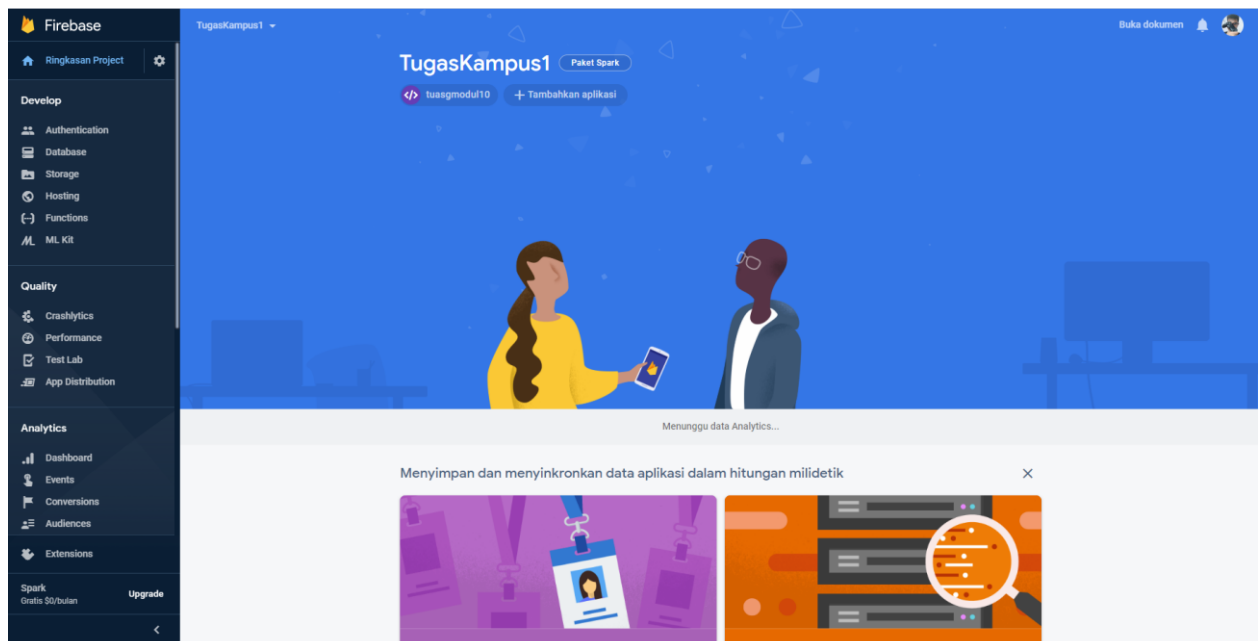 Firebase
Ringkasan Project
Develop
Authentication
Database
Storage
Hosting
Functions
ML Kit
Quality
Crashlytics
Performance
Test Lab
App Distribution
Analytics
Dashboard
Events
Conversions
Audiences
Extensions
Spark
Gratis $0/bulan
Upgrade
TugasKampus1
Buka dokumen
TugasKampus1 Paket Spark
tuasgmodul10 + Tambahkan aplikasi
Menunggu data Analytics...
Menyimpan dan menyinkronkan data aplikasi dalam hitungan milidetik